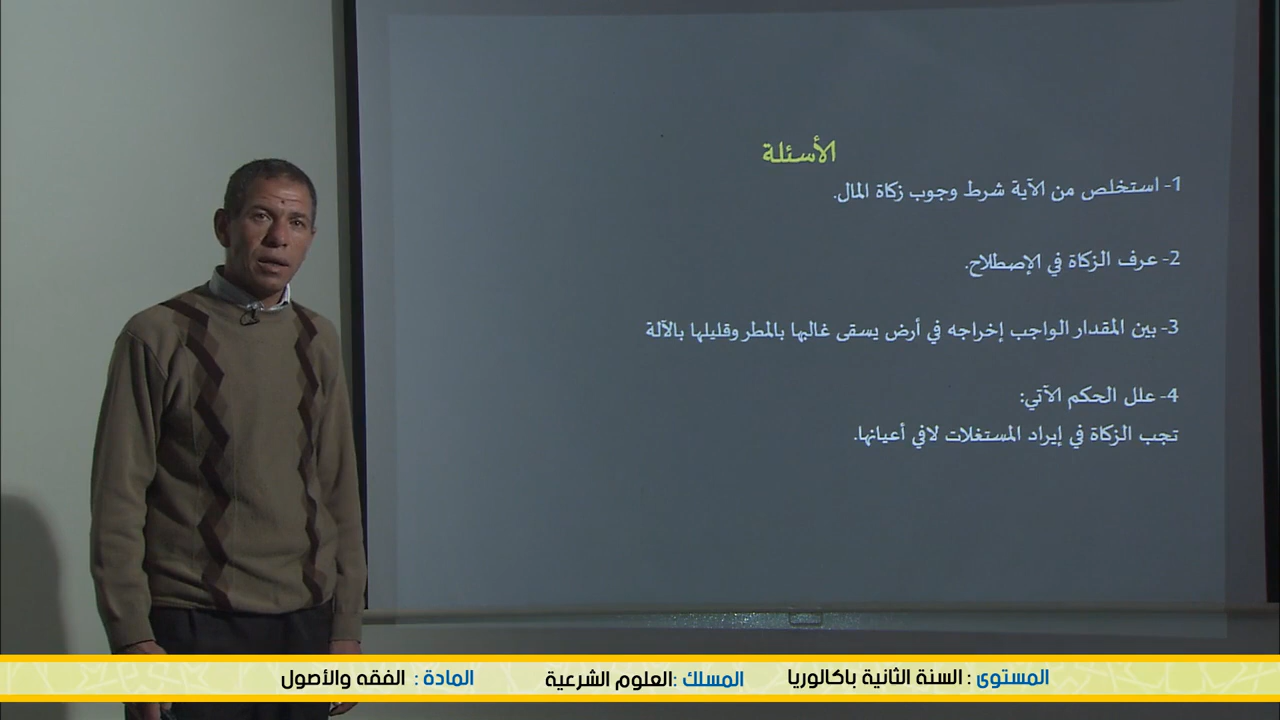 الأسئلة
1- استخلص من الآية شرط وجوب زكاة المال.
2- عرف الزكاة في الإصطلاح.
3- بين المقدار الواجب إخراجه في أرض يسقى غالبها بالمطر وقليلها بالآلة
4- علل الحكم الآتي:
تجب الزكاة في إيراد المستغلات لافي أعيانها.
المستوى : السنة الثانية باكالوريا المسلك :العلوم الشرعية المادة : الفقه والأصول